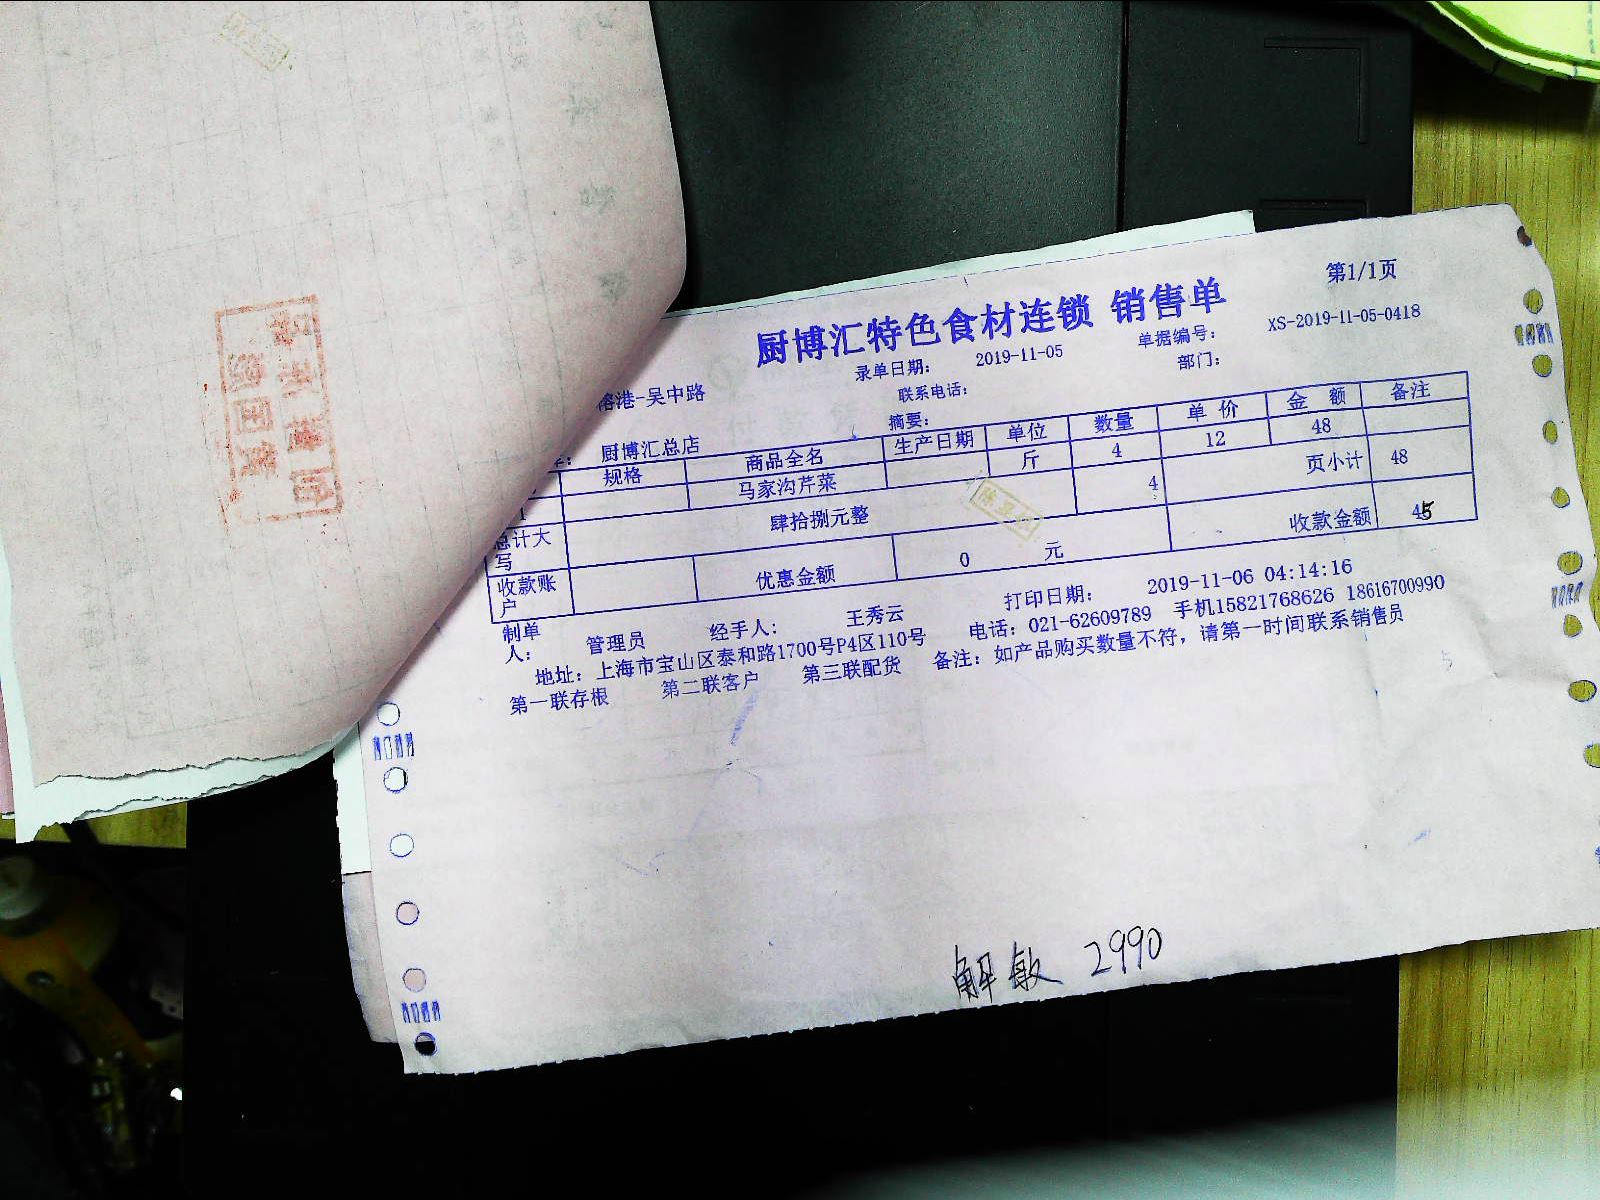 第1/1页
厨博汇特色食材连锁 销售单
录单日期： 2019-11-05 单据编号： XS-2019-11-05-0418
港-吴中路 联系电话： 部门：
厨博汇总店 摘要：
规格 商品全名 生产日期 单位 数量 单价 金额 备注
1 马家沟芹菜 斤 4 12 48
4 页小计 48
总计大写 肆拾捌元整 收款金额 45
收款账户 优惠金额 0 元
制单人： 管理员 经手人： 王秀云 打印日期： 2019-11-06 04:14:16
地址：上海市宝山区泰和路1700号P4区110号 电话：021-62609789 手机15821768626 18616700990
第一联存根 第二联客户 第三联配货 备注：如产品购买数量不符，请第一时间联系销售员
解敏 2990